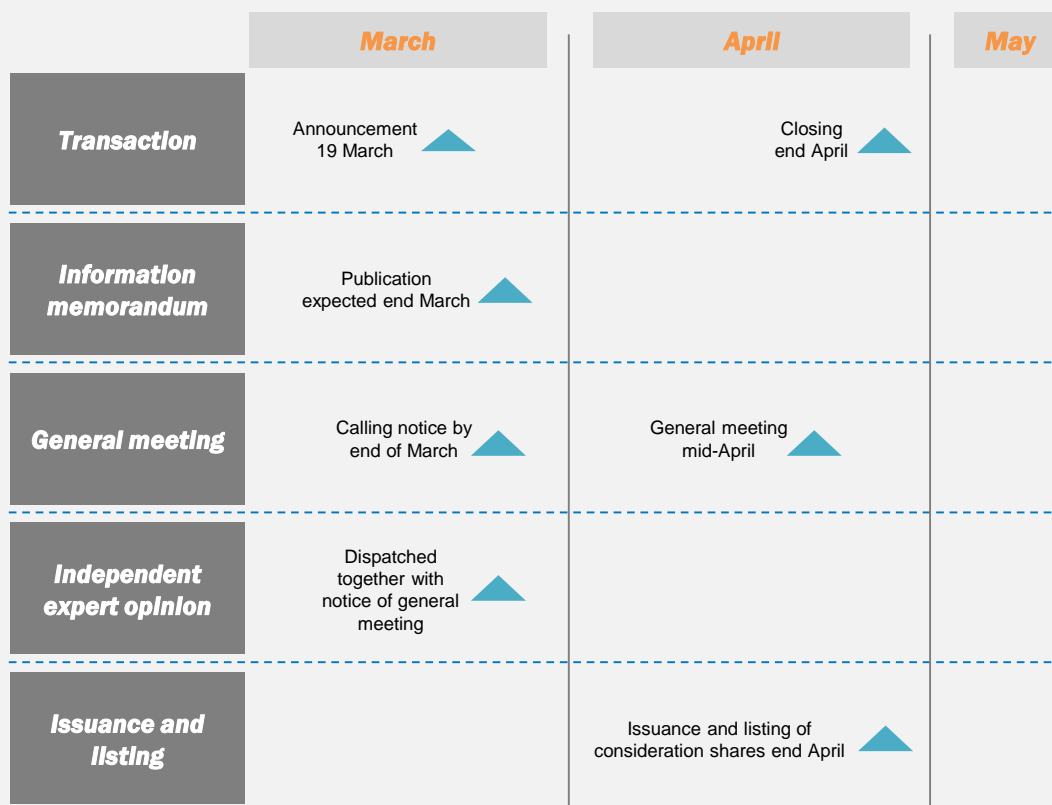 March
April
May
Transaction
Announcement
19 March
Closing
end April
Information
memorandum
Publication
expected end March
General meeting
Calling notice by
end of March
General meeting
mid-April
Independent
expert opinion
Dispatched
together with
notice of general
meeting
Issuance and
listing
Issuance and listing of
consideration shares end April